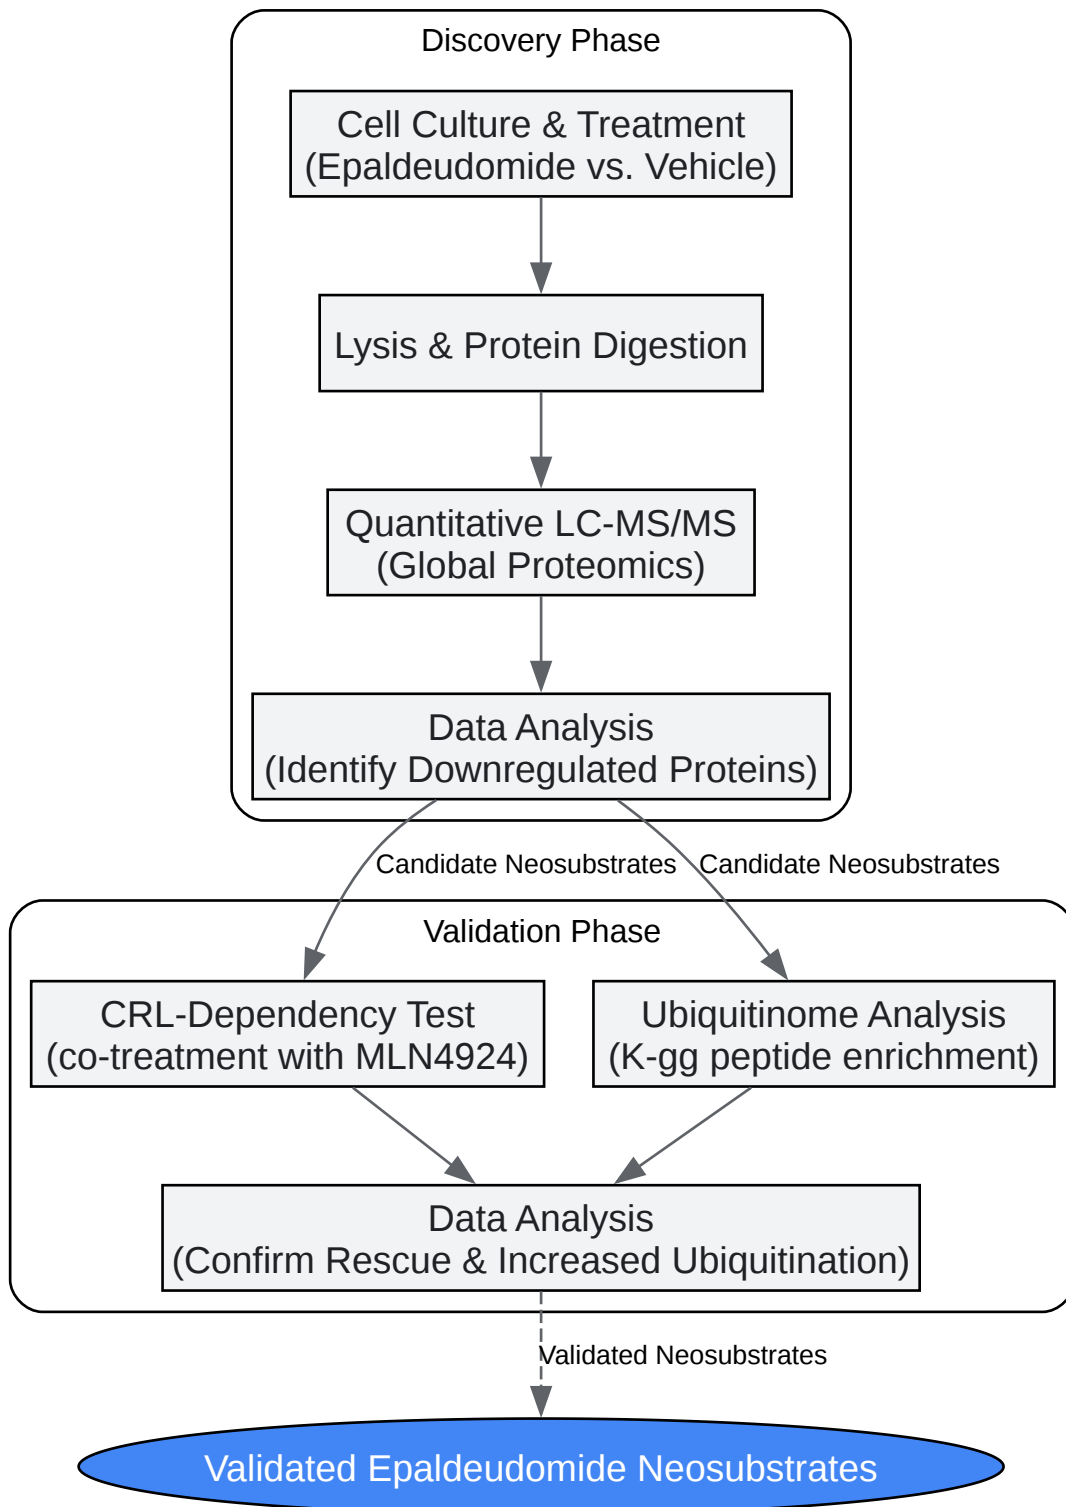 Discovery Phase
Cell Culture & Treatment
(Epaldeudomide vs. Vehicle)
Lysis & Protein Digestion
Quantitative LC-MS/MS
(Global Proteomics)
Data Analysis
(Identify Downregulated Proteins)
Candidate Neosubstrates
Candidate Neosubstrates
Validation Phase
CRL-Dependency Test
(co-treatment with MLN4924)
Ubiquitinome Analysis
(K-gg peptide enrichment)
Data Analysis
(Confirm Rescue & Increased Ubiquitination)
Validated Neosubstrates
Validated Epaldeudomide Neosubstrates